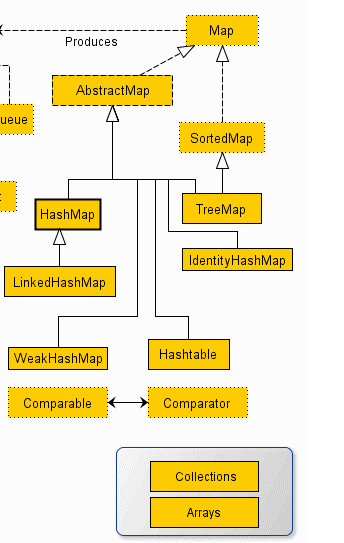 Map
Produces
AbstractMap
ueue
SortedMap
TreeMap
HashMap
IdentityHashMap
LinkedHashMap
WeakHashMap
Hashtable
Comparable
Comparator
Collections
Arrays